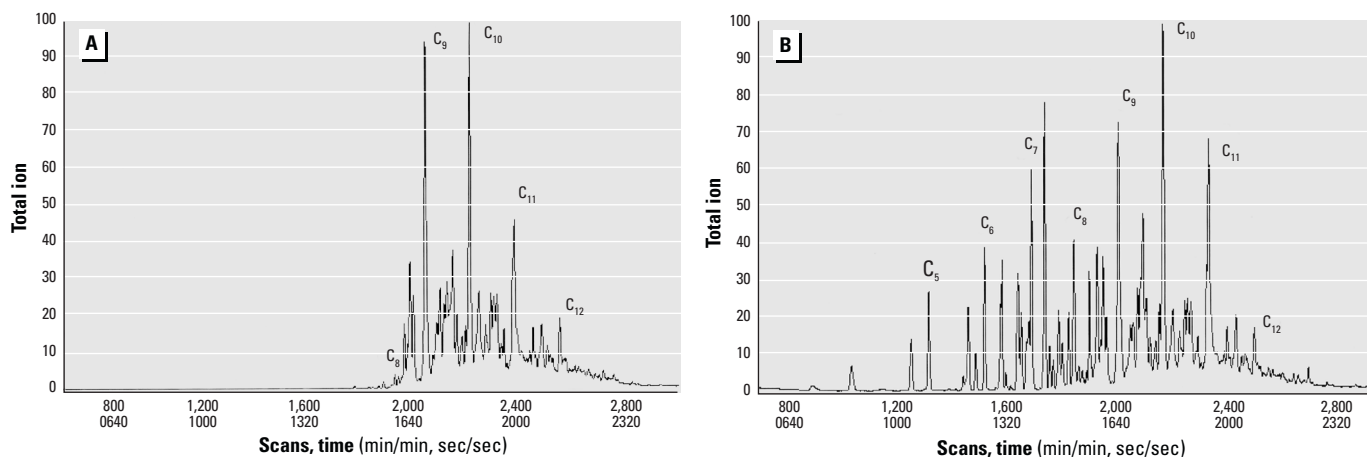 A
Total ion
100
90
80
70
60
50
40
30
20
10
0
C₈
C₉
C₁₀
C₁₁
C₁₂
800 1,200 1,600 2,000 2,400 2,800
0640 1000 1320 1640 2000 2320
Scans, time (min/min, sec/sec)
B
Total ion
100
90
80
70
60
50
40
30
20
10
0
C₅
C₆
C₇
C₈
C₉
C₁₀
C₁₁
C₁₂
800 1,200 1,600 2,000 2,400 2,800
0640 1000 1320 1640 2000 2320
Scans, time (min/min, sec/sec)